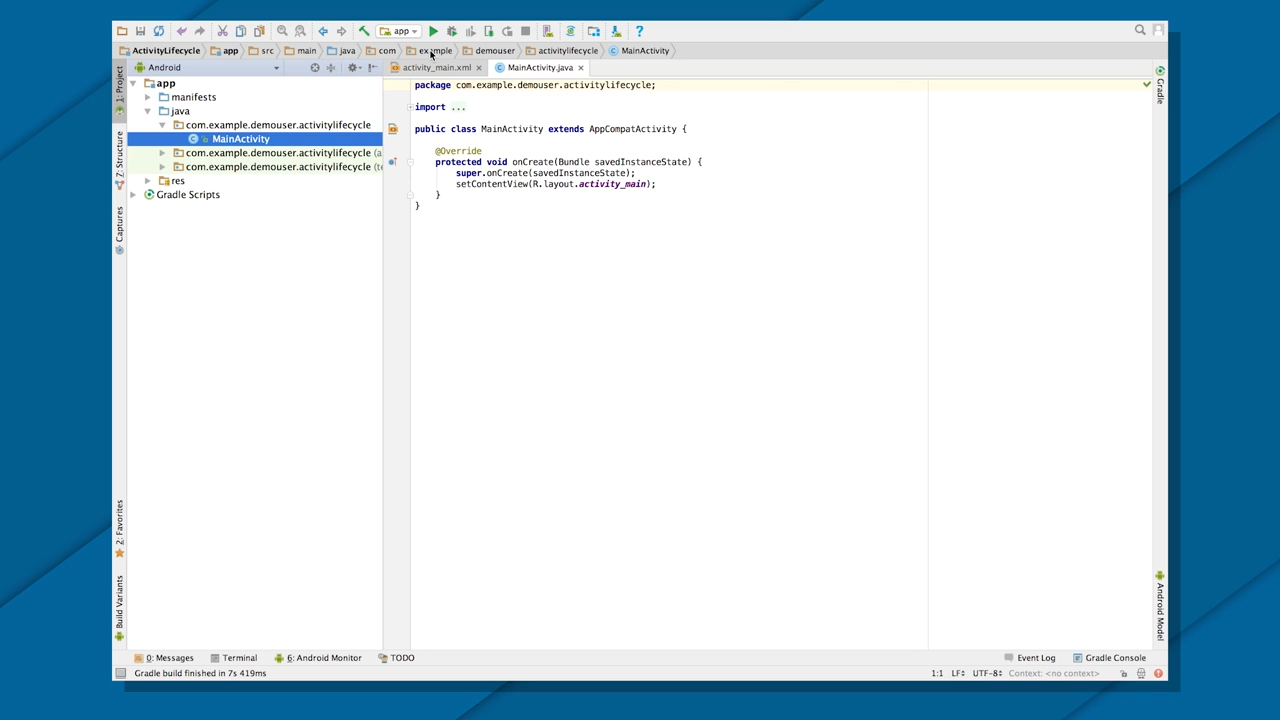 app
ActivityLifecycle app src main java com example demouser activitylifecycle MainActivity
Android
activity_main.xml MainActivity.java
1: Project
Z: Structure
Captures
2: Favorites
Build Variants
app
manifests
java
com.example.demouser.activitylifecycle
MainActivity
com.example.demouser.activitylifecycle (a
com.example.demouser.activitylifecycle (t
res
Gradle Scripts
package com.example.demouser.activitylifecycle;
import ...
public class MainActivity extends AppCompatActivity {
@Override
protected void onCreate(Bundle savedInstanceState) {
super.onCreate(savedInstanceState);
setContentView(R.layout.activity_main);
}
}
Gradle
Android Model
0: Messages Terminal 6: Android Monitor TODO Event Log Gradle Console
Gradle build finished in 7s 419ms 1:1 LF UTF-8 Context: <no context>